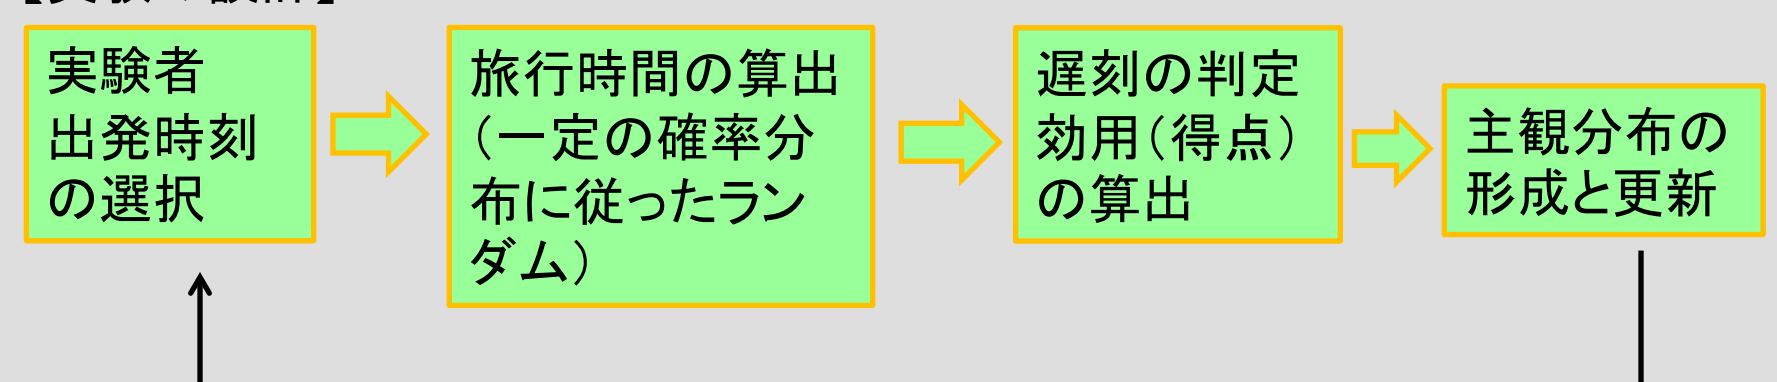 実験者
出発時刻
の選択
旅行時間の算出
(一定の確率分
布に従ったラン
ダム)
遅刻の判定
効用(得点)
の算出
主観分布の
形成と更新